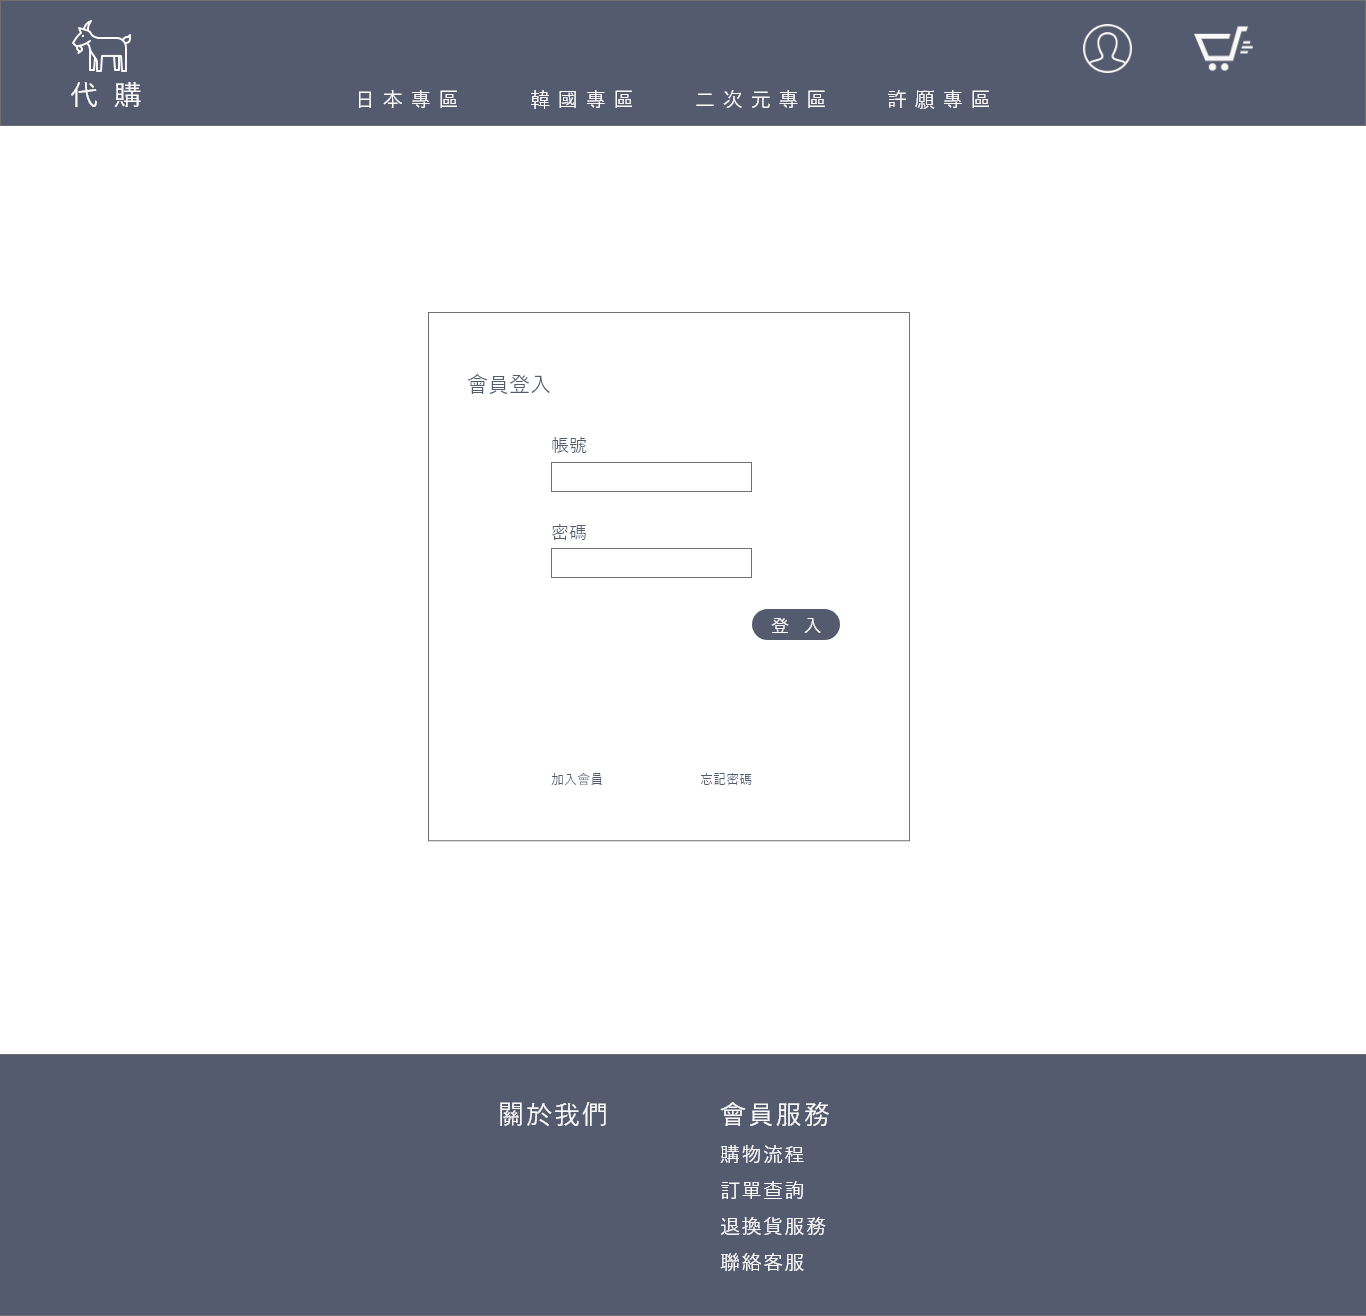 代購
日本專區
韓國專區
二次元專區
許願專區
會員登入
帳號
密碼
登入
加入會員
忘記密碼
關於我們
會員服務
購物流程
訂單查詢
退換貨服務
聯絡客服